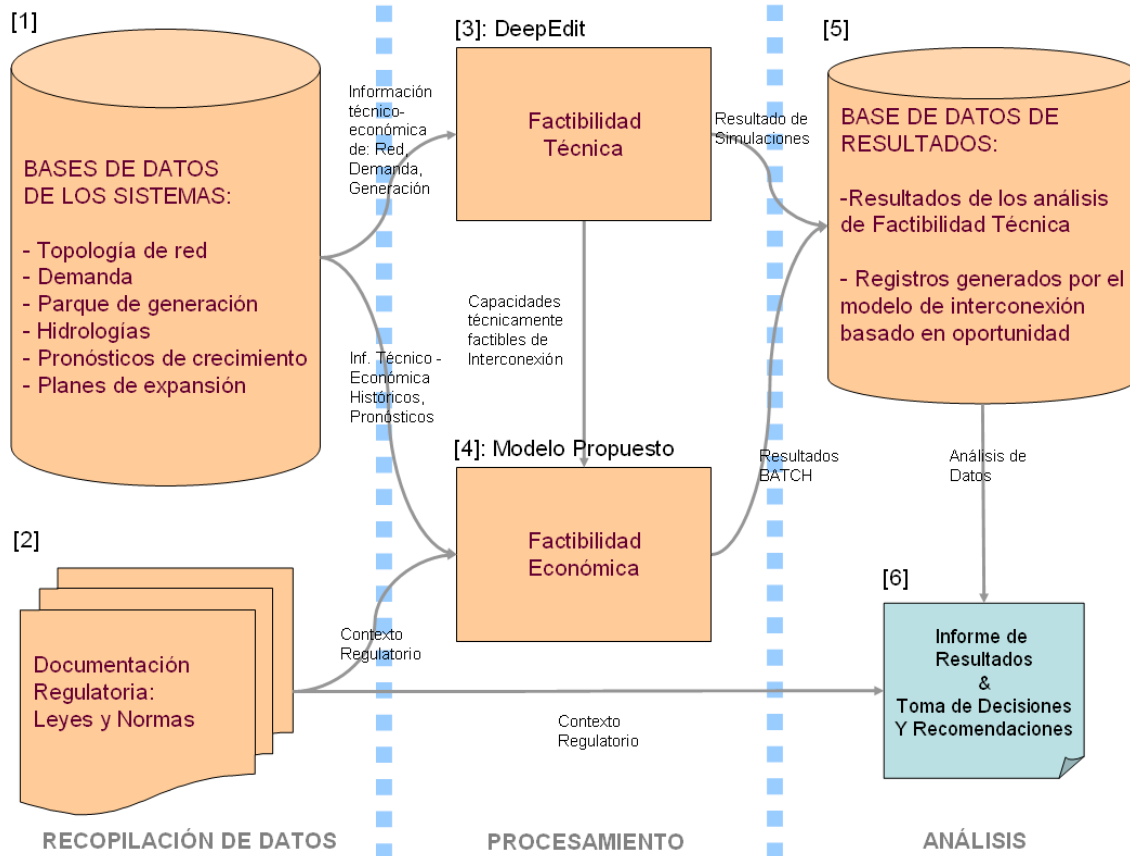 [1]
BASES DE DATOS
DE LOS SISTEMAS:
- Topología de red
- Demanda
- Parque de generación
- Hidrologías
- Pronósticos de crecimiento
- Planes de expansión
[2]
Documentación
Regulatoria:
Leyes y Normas
RECOPILACIÓN DE DATOS
Información
técnico-
económica
de: Red,
Demanda,
Generación
Inf. Técnico -
Económica
Históricos,
Pronósticos
Contexto
Regulatorio
[3]: DeepEdit
Factibilidad
Técnica
Capacidades
técnicamente
factibles de
Interconexión
[4]: Modelo Propuesto
Factibilidad
Económica
Contexto
Regulatorio
PROCESAMIENTO
Resultado de
Simulaciones
Resultados
BATCH
[5]
BASE DE DATOS DE
RESULTADOS:
-Resultados de los análisis
de Factibilidad Técnica
- Registros generados por el
modelo de interconexión
basado en oportunidad
Análisis de
Datos
[6]
Informe de
Resultados
&
Toma de Decisiones
Y Recomendaciones
ANÁLISIS